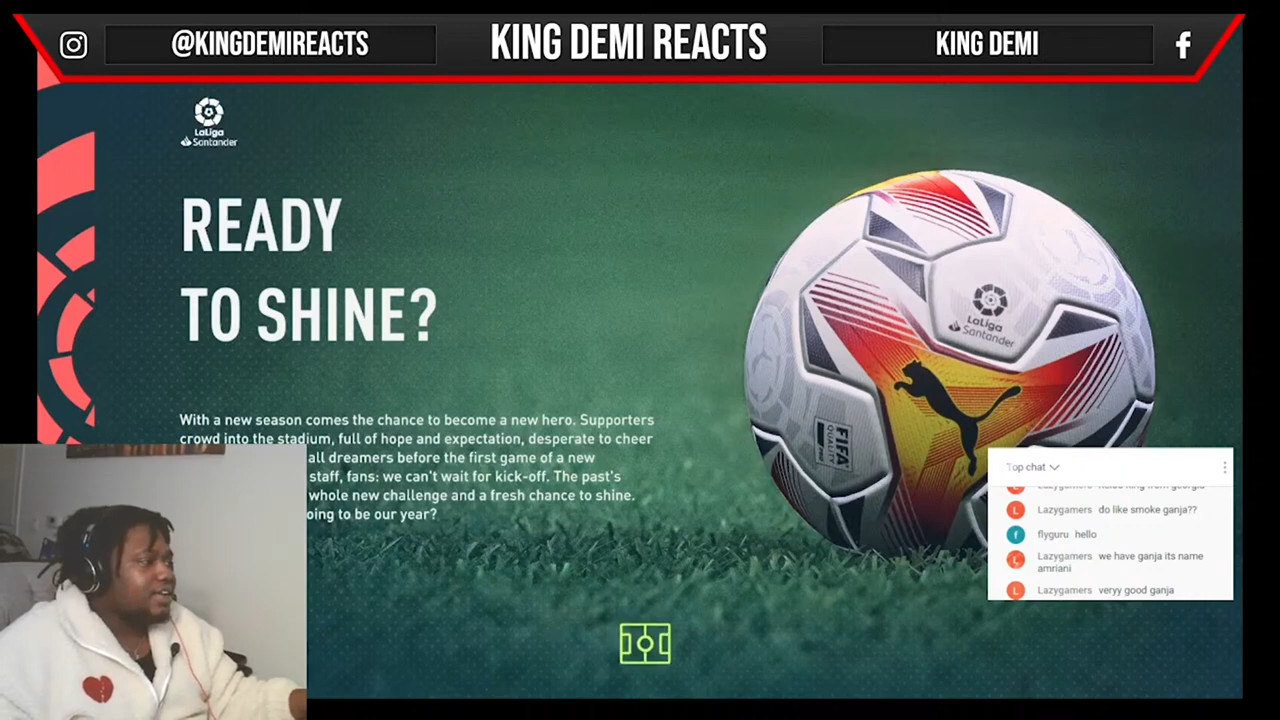 @KINGDEMIREACTS
KING DEMI REACTS
KING DEMI
LaLiga
Santander
READY
TO SHINE?
With a new season comes the chance to become a new hero. Supporters
crowd into the stadium, full of hope and expectation, desperate to cheer
all dreamers before the first game of a new
staff, fans: we can't wait for kick-off. The past's
whole new challenge and a fresh chance to shine.
oing to be our year?
LaLiga
Santander
FIFA
QUALITY
PRO
Top chat
L Lazygamers do like smoke ganja??
f flyguru hello
L Lazygamers we have ganja its name
amriani
L Lazygamers veryy good ganja